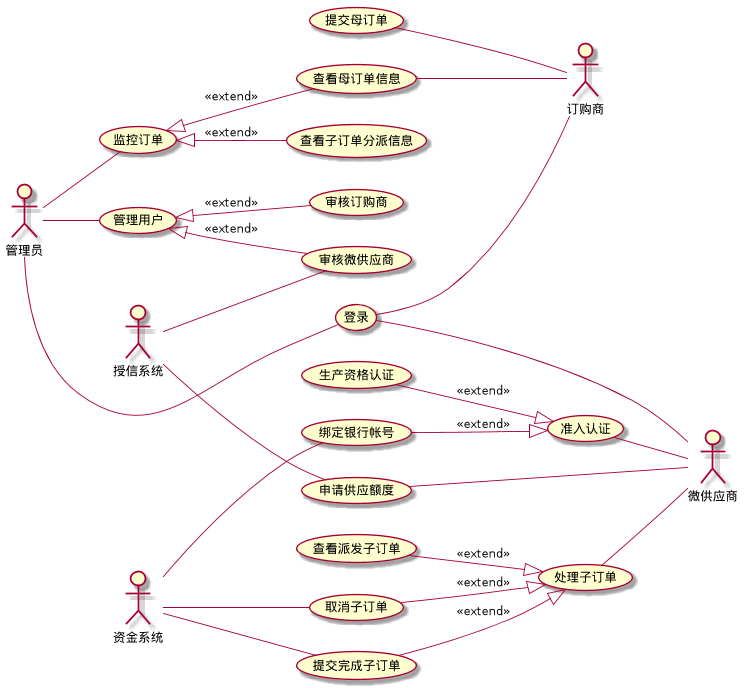 提交母订单
订购商
查看母订单信息
«extend»
监控订单
«extend»
查看子订单分派信息
管理员
«extend»
审核订购商
管理用户
«extend»
审核微供应商
登录
授信系统
生产资格认证
«extend»
准入认证
绑定银行帐号
«extend»
申请供应额度
微供应商
查看派发子订单
«extend»
处理子订单
«extend»
取消子订单
«extend»
资金系统
提交完成子订单